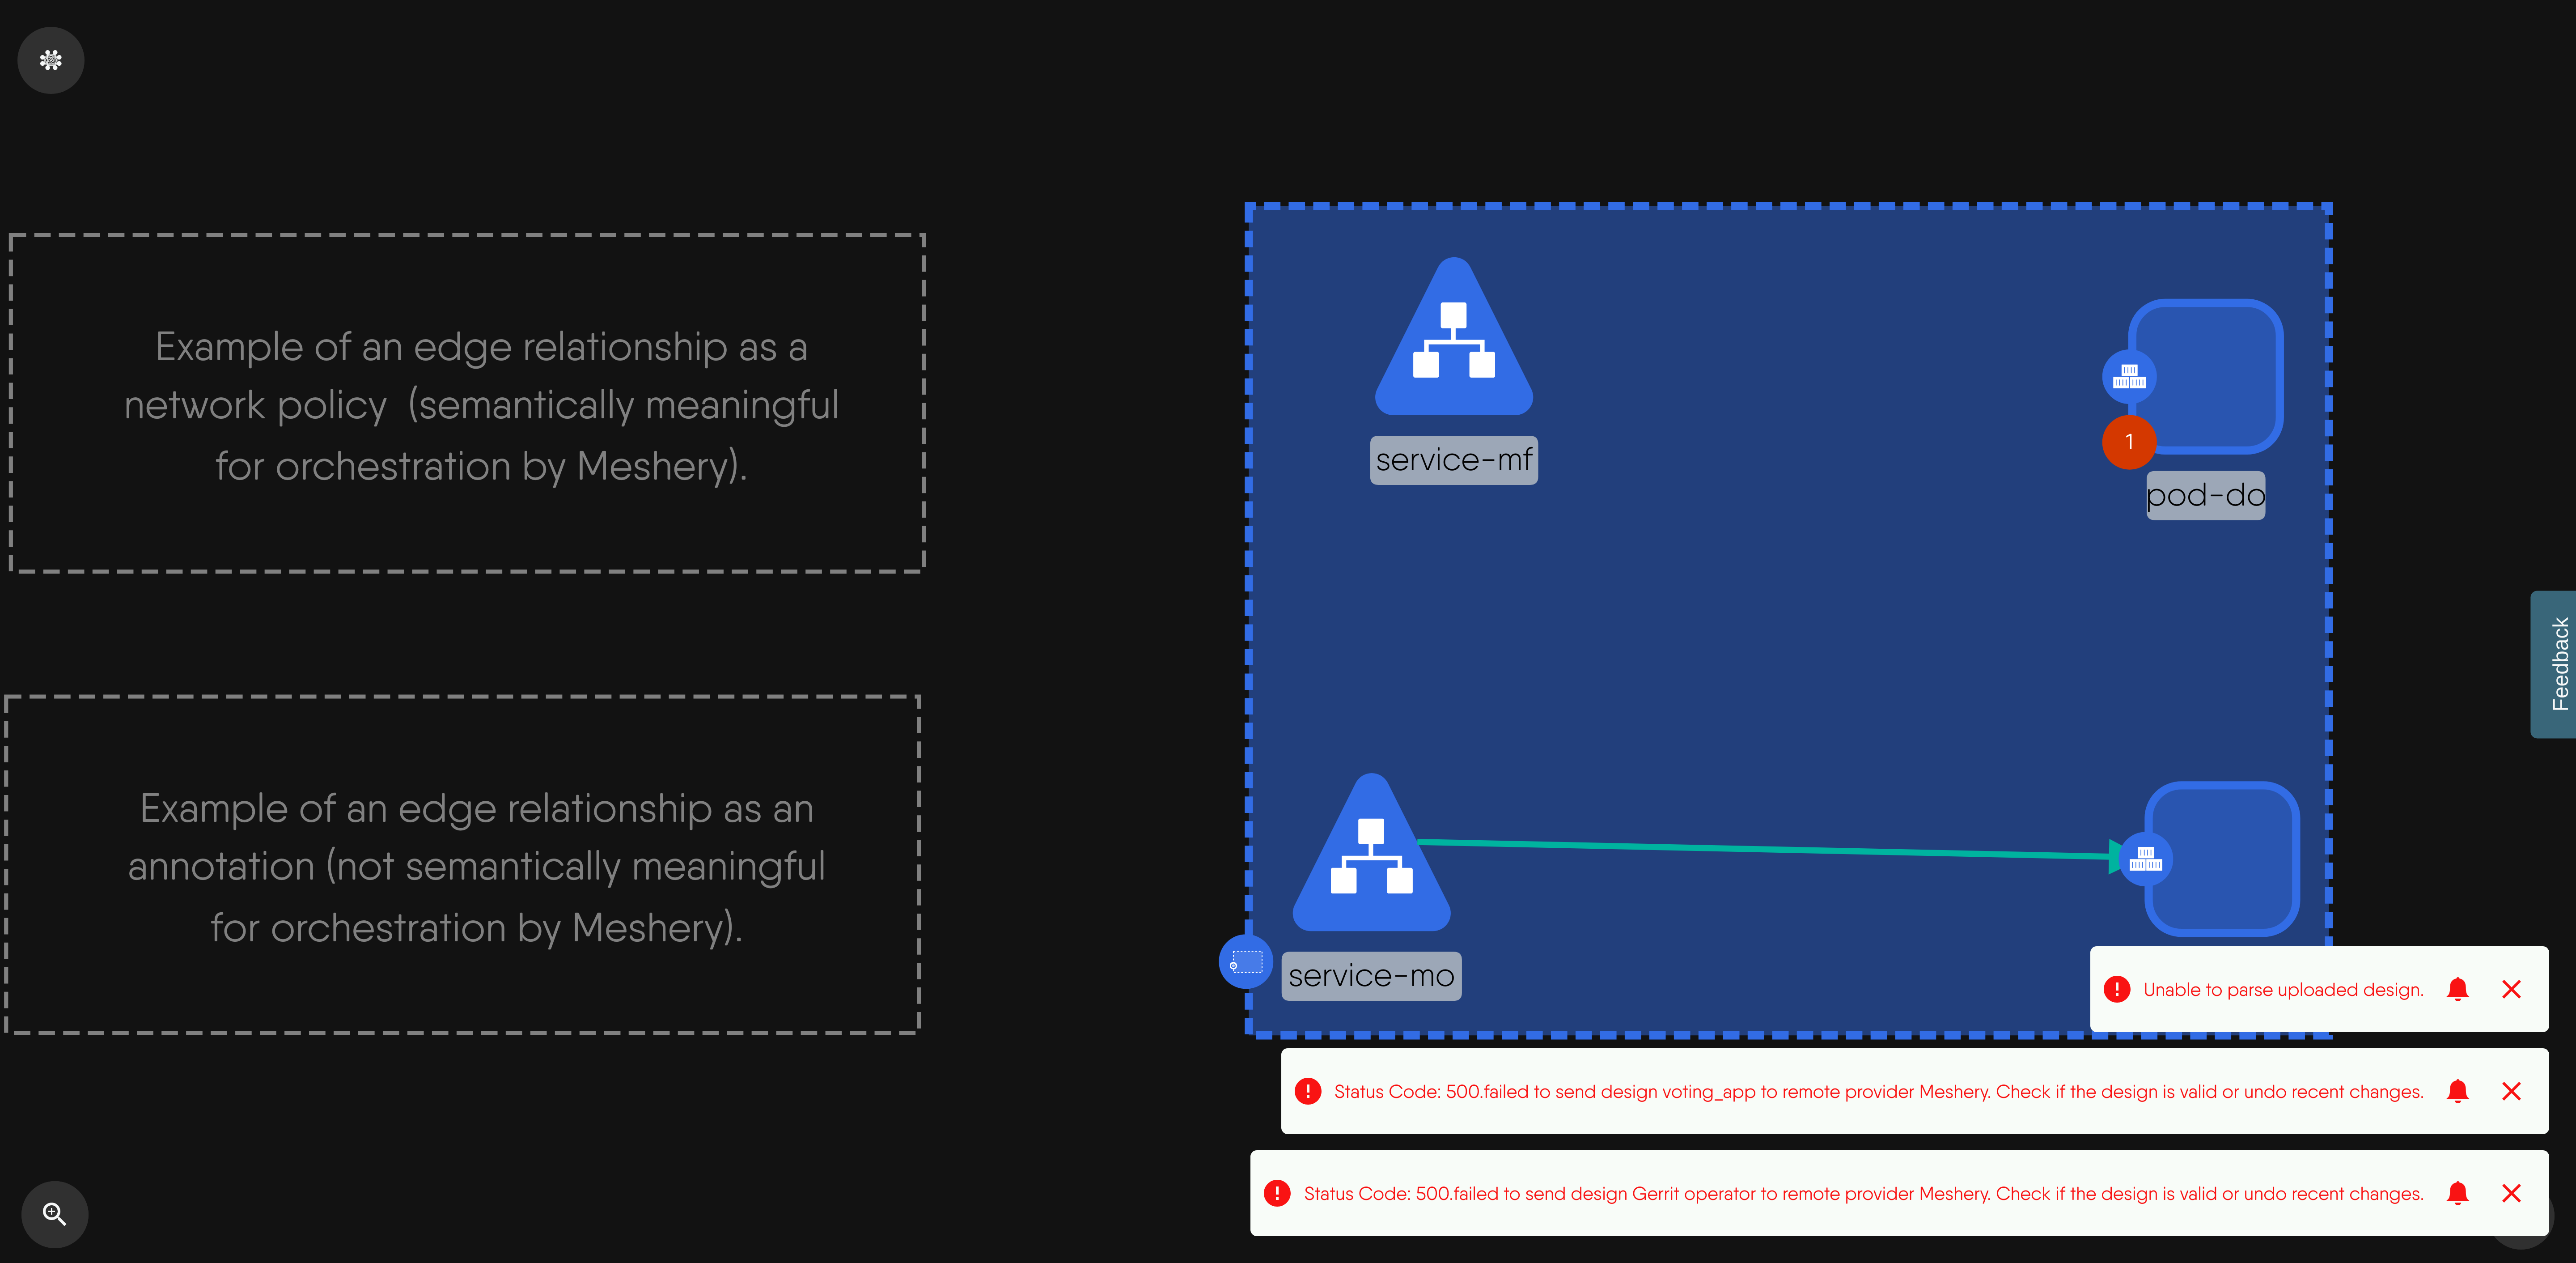 Example of an edge relationship as a
network policy (semantically meaningful
for orchestration by Meshery).
Example of an edge relationship as an
annotation (not semantically meaningful
for orchestration by Meshery).
service-mf
1
pod-do
service-mo
Feedback
Unable to parse uploaded design.
Status Code: 500.failed to send design voting_app to remote provider Meshery. Check if the design is valid or undo recent changes.
Status Code: 500.failed to send design Gerrit operator to remote provider Meshery. Check if the design is valid or undo recent changes.